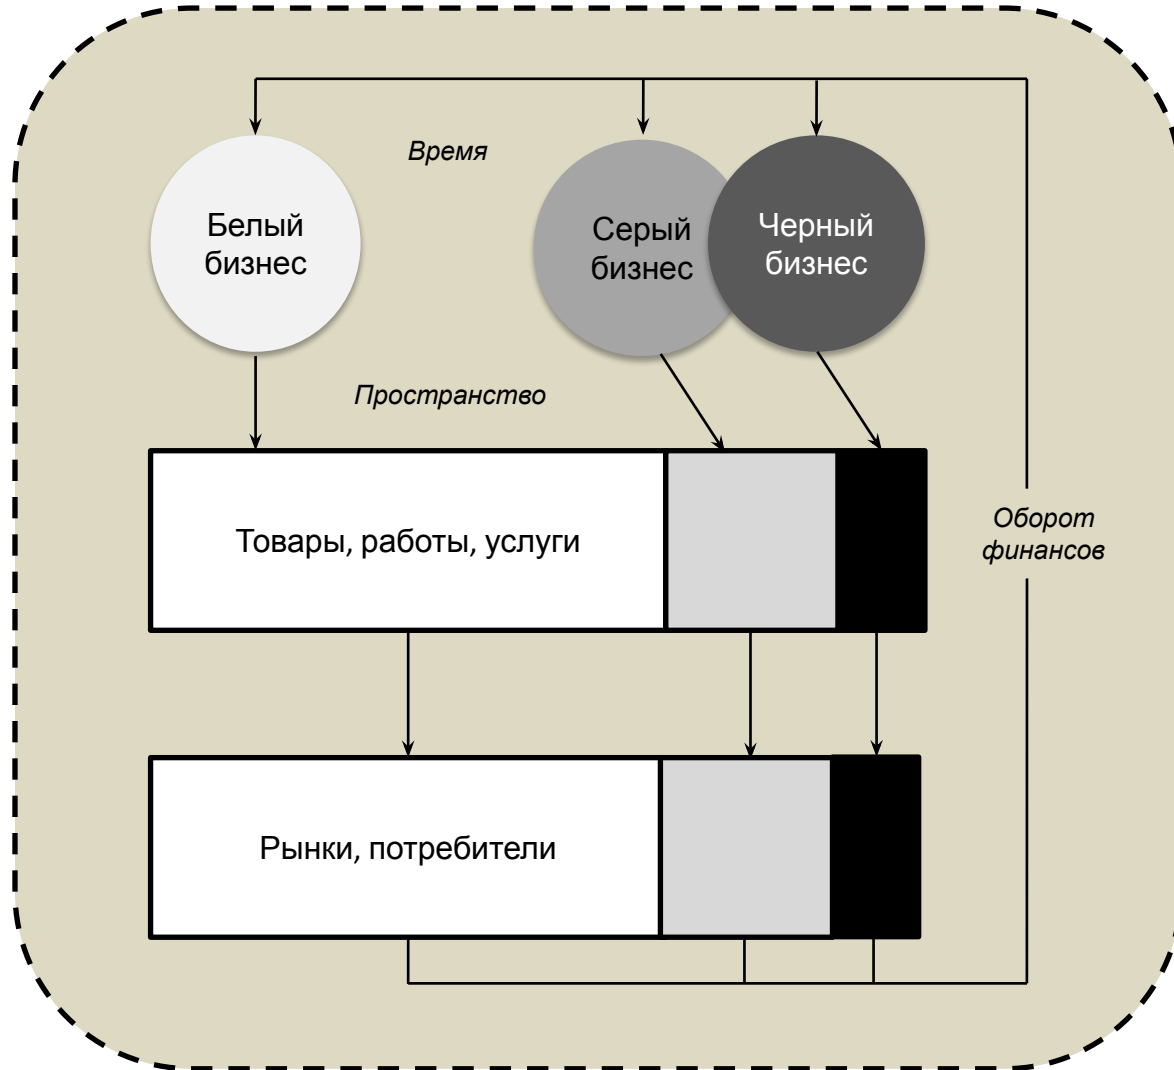 Время
Белый
бизнес
Серый
бизнес
Черный
бизнес
Пространство
Товары, работы, услуги
Оборот
финансов
Рынки, потребители